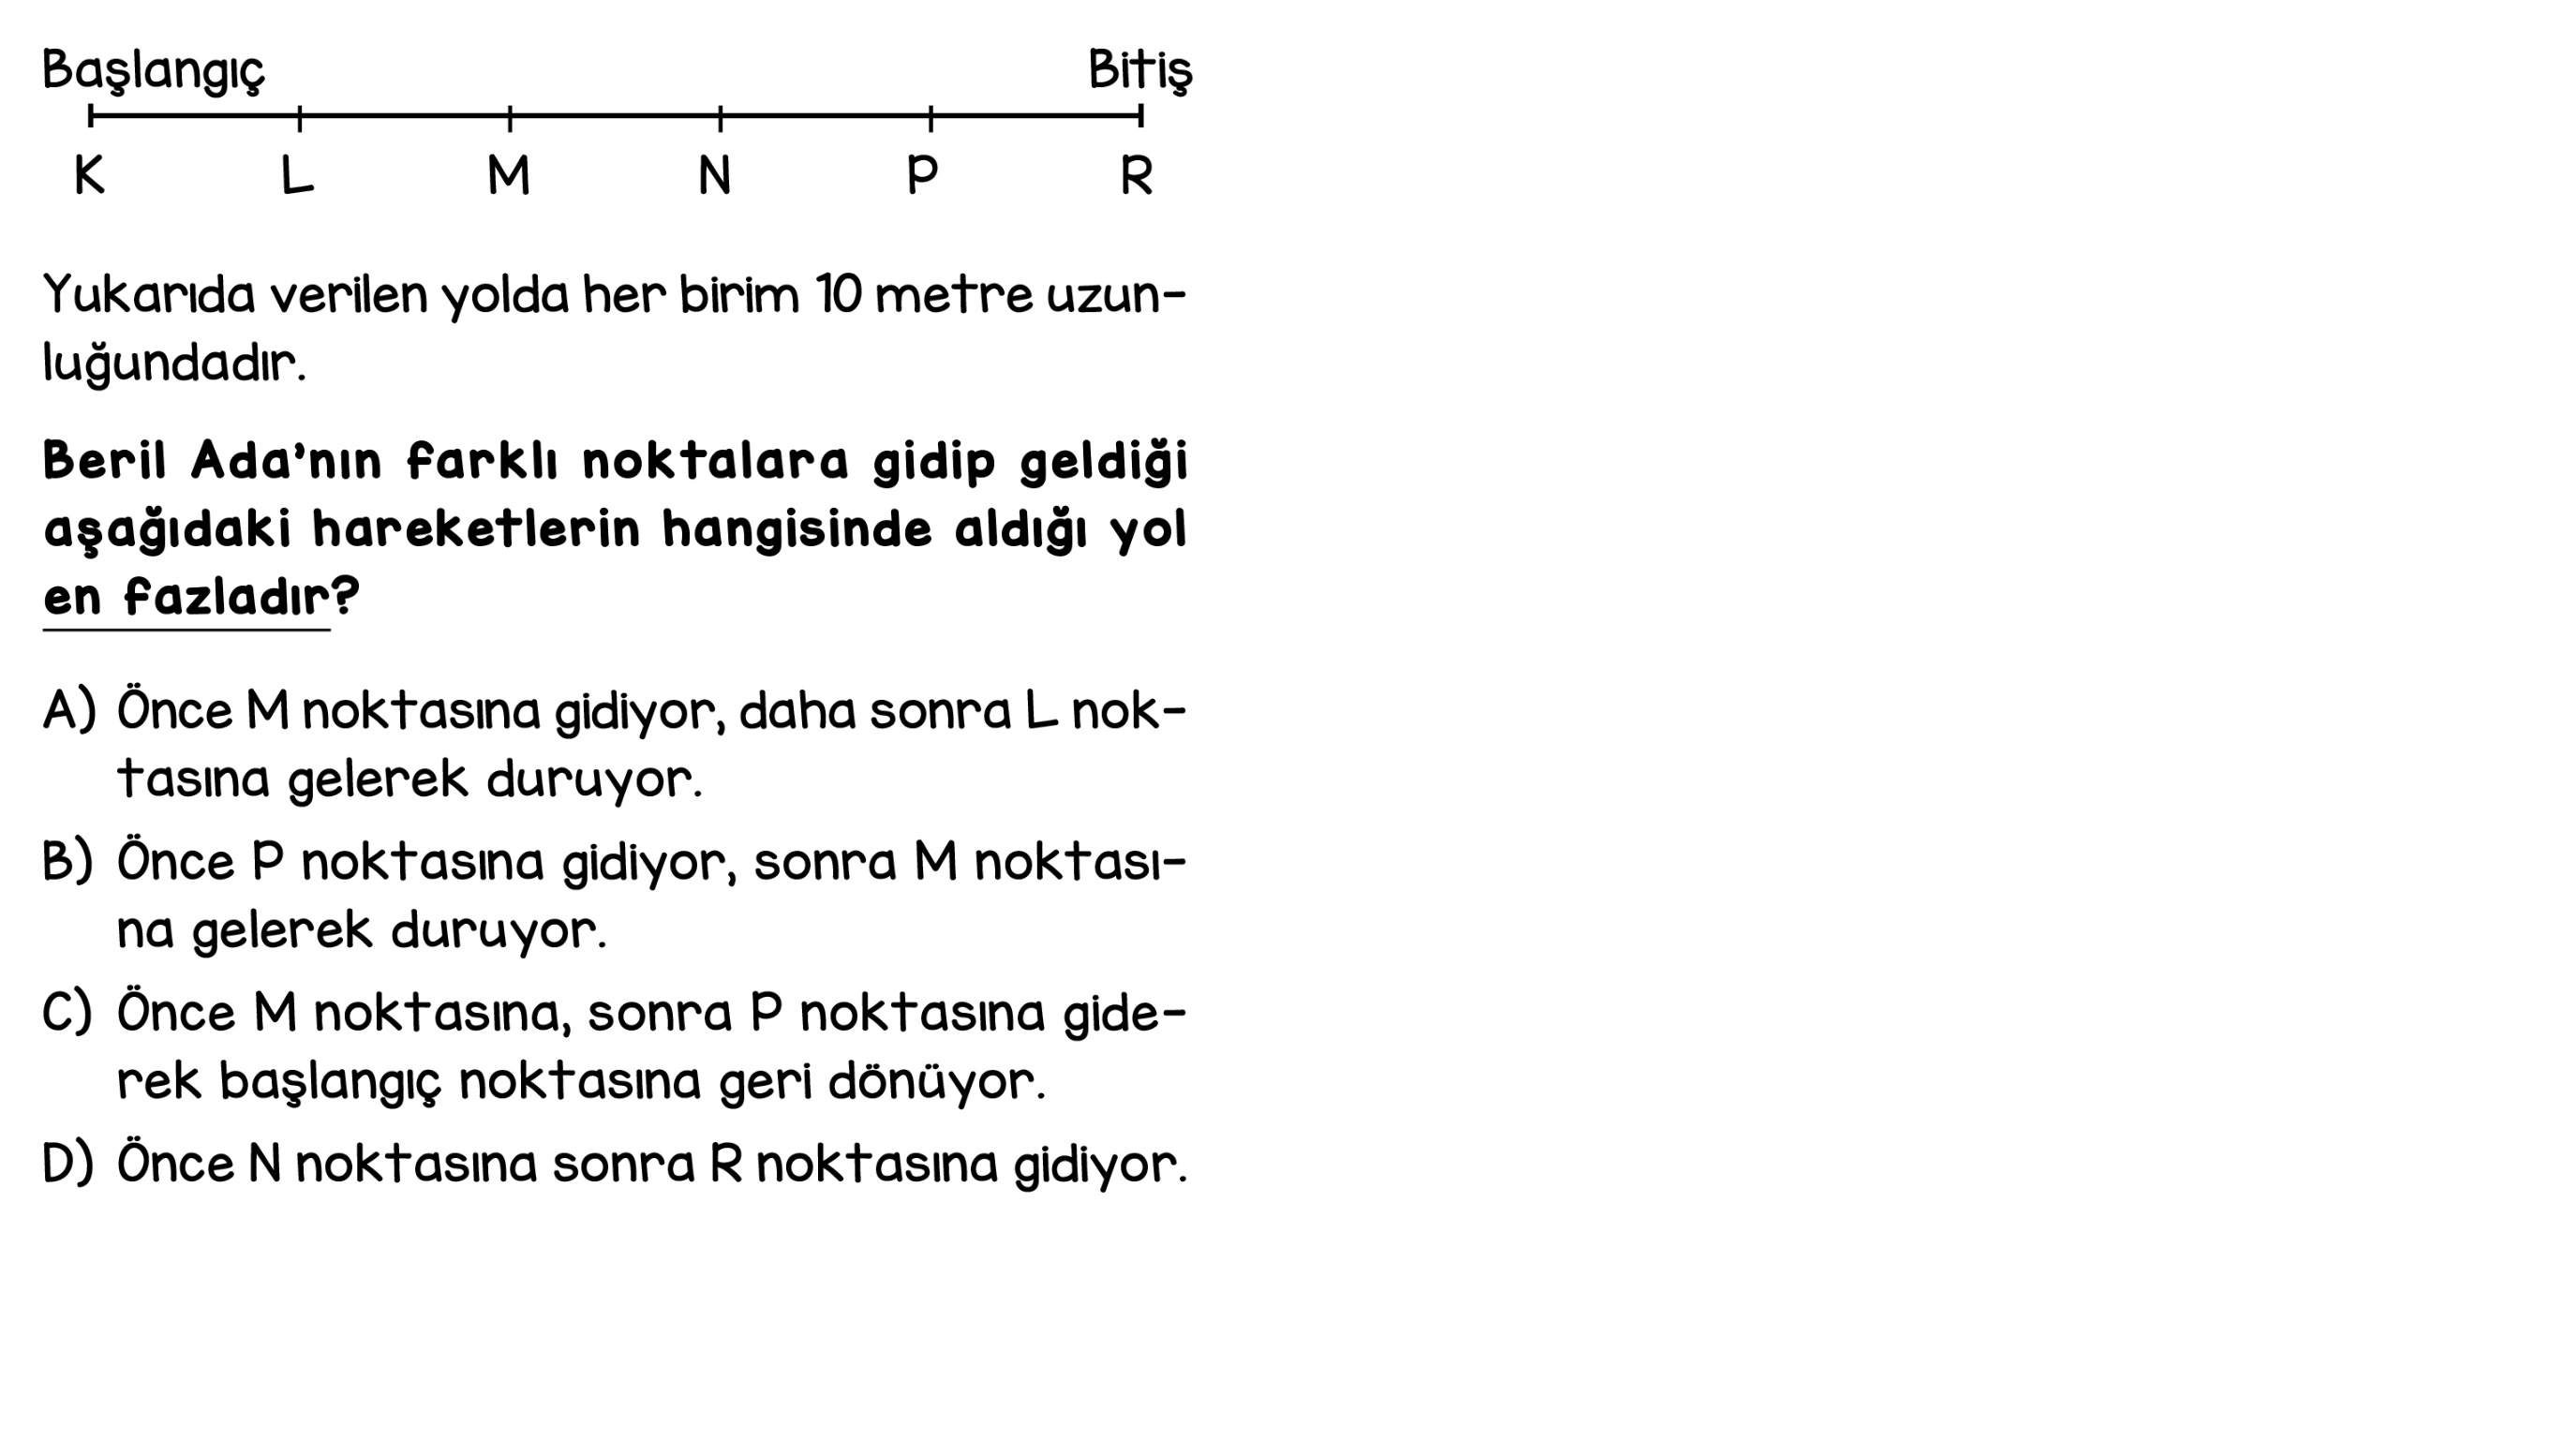 Başlangıç Bitiş
K L M N P R
Yukarıda verilen yolda her birim 10 metre uzun-
luğundadır.
Beril Ada'nın farklı noktalara gidip geldiği
aşağıdaki hareketlerin hangisinde aldığı yol
en fazladır?
A) Önce M noktasına gidiyor, daha sonra L nok-
tasına gelerek duruyor.
B) Önce P noktasına gidiyor, sonra M noktası-
na gelerek duruyor.
C) Önce M noktasına, sonra P noktasına gide-
rek başlangıç noktasına geri dönüyor.
D) Önce N noktasına sonra R noktasına gidiyor.